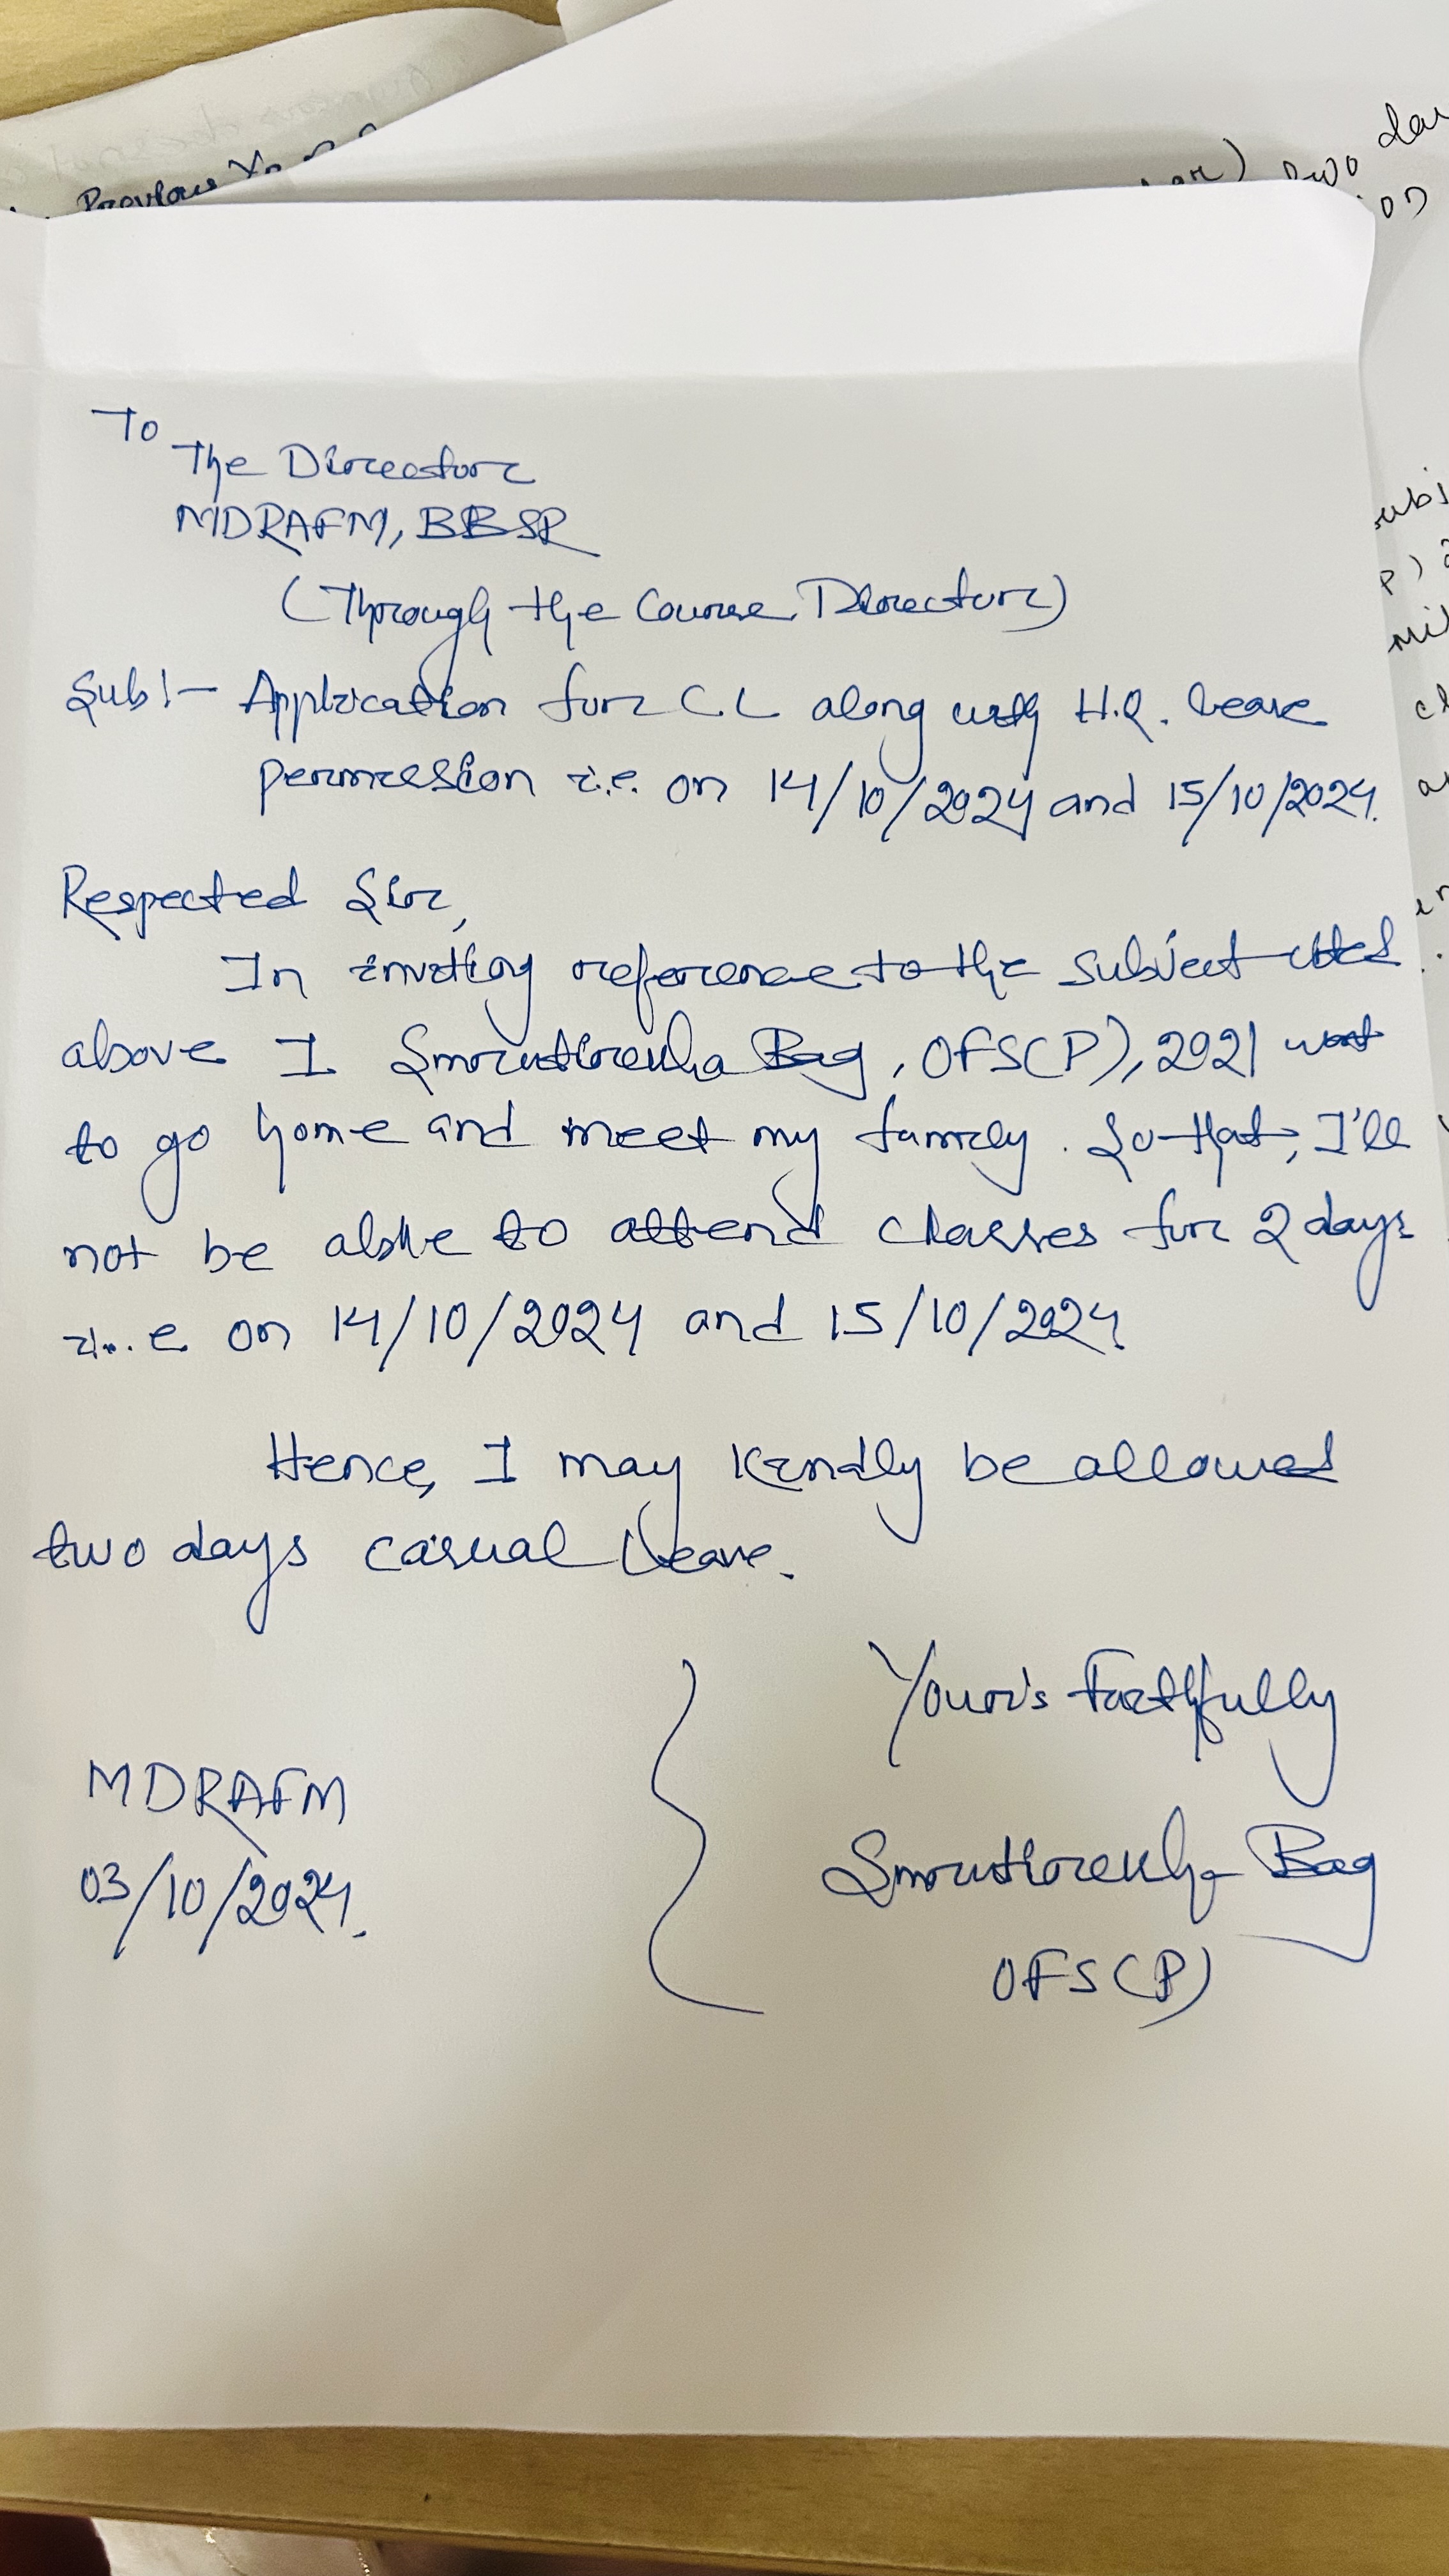 Previous Yr
dar
two
ion
To
The Director
MDRAFM, BBSR
(Through the Course Director)
Sub:- Application for C.L along with H.Q. leave
permission i.e. on 14/10/2024 and 15/10/2024.
Respected Sir,
In inviting reference to the subject cited
above I Smrutirekha Bag, OFS(P), 2021 want
to go home and meet my family. So that, I'll
not be able to attend classes for 2 days
i.e on 14/10/2024 and 15/10/2024.
Hence, I may kindly be allowed
two days casual leave.
Your's Faithfully
MDRAFM
03/10/2024.
Smrutirekha Bag
OFS(P)